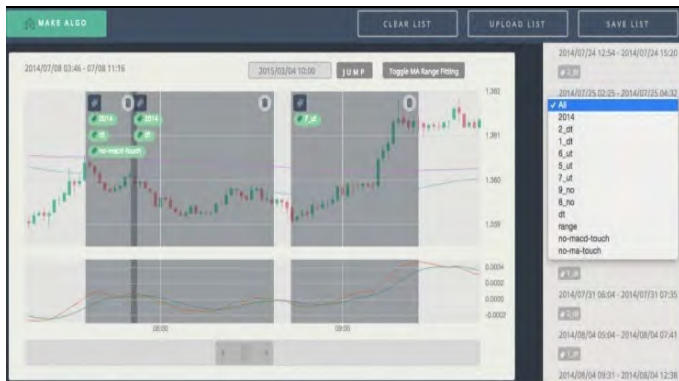 MAKE ALGO
CLEAR LIST
UPLOAD LIST
SAVE LIST
2014/07/08 03:46 - 07/08 11:16
2015/03/04 10:00
JUMP
Toggle MA Range Fitting
2014
dt
no-macd-touch
2014
dt
7_ut
1.362
1.361
1.360
1.359
0.0004
0.0002
0.0000
-0.0002
08:00
09:00
2014/07/24 12:54 - 2014/07/24 15:20
2_dt
2014/07/25 02:25 - 2014/07/25 04:32
✓ All
2014
2_dt
1_dt
6_ut
5_ut
7_ut
9_no
8_no
dt
range
no-macd-touch
no-ma-touch
1_dt
2014/07/31 06:04 - 2014/07/31 07:35
2_dt
2014/08/04 05:04 - 2014/08/04 07:41
1_dt
2014/08/04 09:31 - 2014/08/04 12:38